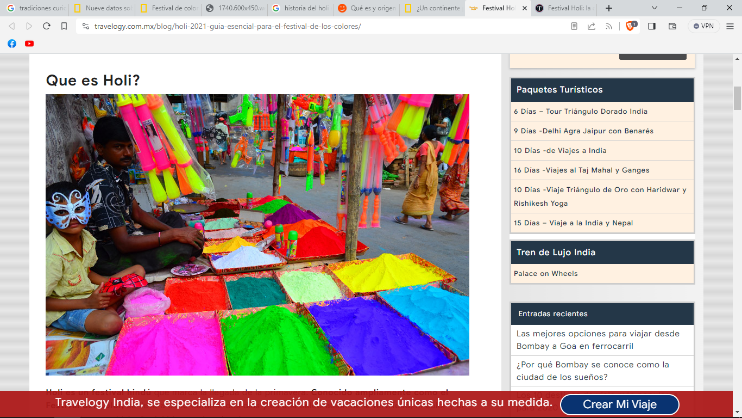 tradiciones curi
Nueva datos so
Festival de colo
1740.600x450.w
historia del holi
Qué es y origen
¿Un continente
Festival Hol
Festival Holi: la
travelogy.com.mx/blog/holi-2021-guia-esencial-para-el-festival-de-los-colores/
VPN
Que es Holi?
Paquetes Turísticos
6 Días – Tour Triángulo Dorado India
9 Días -Delhi Agra Jaipur con Benarés
10 Días -de Viajes a India
16 Días -Viajes al Taj Mahal y Ganges
10 Días -Viaje Triángulo de Oro con Haridwar y
Rishikesh Yoga
15 Días – Viaje a la India y Nepal
Tren de Lujo India
Palace on Wheels
Entradas recientes
Las mejores opciones para viajar desde
Bombay a Goa en ferrocarril
¿Por qué Bombay se conoce como la
ciudad de los sueños?
Travelogy India, se especializa en la creación de vacaciones únicas hechas a su medida.
Crear Mi Viaje